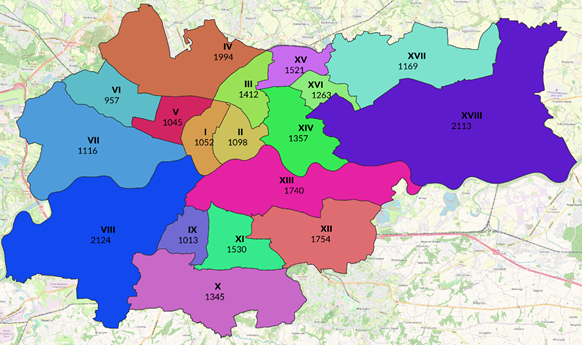 IV
1994
XV
1521
XVII
1169
VI
957
III
1412
XVI
1263
V
1045
XVIII
2113
I
1052
II
1098
XIV
1357
VII
1116
XIII
1740
VIII
2124
IX
1013
XI
1530
XII
1754
X
1345